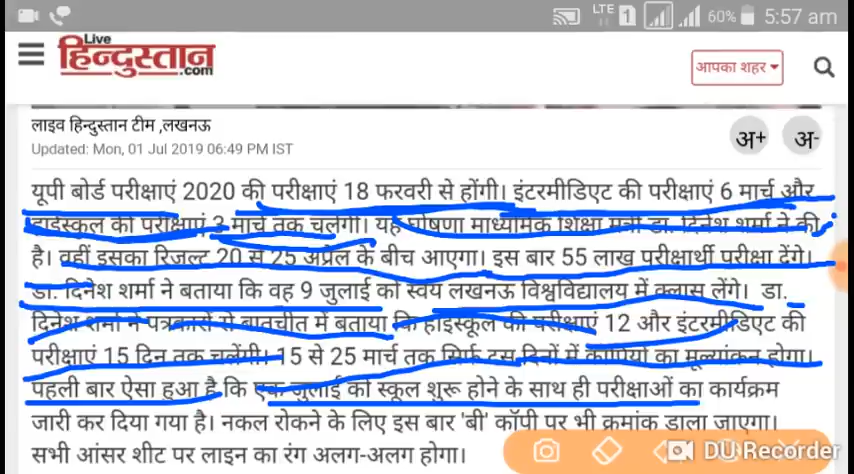 LTE 1 60% 5:57 am
Live
हिन्दुस्तान
.com
आपका शहर
लाइव हिन्दुस्तान टीम ,लखनऊ
Updated: Mon, 01 Jul 2019 06:49 PM IST
अ+ अ-
यूपी बोर्ड परीक्षाएं 2020 की परीक्षाएं 18 फरवरी से होंगी। इंटरमीडिएट की परीक्षाएं 6 मार्च और
हाईस्कूल की परीक्षाएं 3 मार्च तक चलेंगी। यह घोषणा माध्यमिक शिक्षा मंत्री डा. दिनेश शर्मा ने की
है। वहीं इसका रिजल्ट 20 से 25 अप्रैल के बीच आएगा। इस बार 55 लाख परीक्षार्थी परीक्षा देंगे।
डा. दिनेश शर्मा ने बताया कि वह 9 जुलाई को स्वयं लखनऊ विश्वविद्यालय में क्लास लेंगे। डा.
दिनेश शर्मा ने पत्रकारों से बातचीत में बताया कि हाईस्कूल की परीक्षाएं 12 और इंटरमीडिएट की
परीक्षाएं 15 दिन तक चलेंगी। 15 से 25 मार्च तक सिर्फ दस दिनों में कॉपियों का मूल्यांकन होगा।
पहली बार ऐसा हुआ है कि एक जुलाई को स्कूल शुरू होने के साथ ही परीक्षाओं का कार्यक्रम
जारी कर दिया गया है। नकल रोकने के लिए इस बार 'बी' कॉपी पर भी क्रमांक डाला जाएगा।
सभी आंसर शीट पर लाइन का रंग अलग-अलग होगा।
DU Recorder